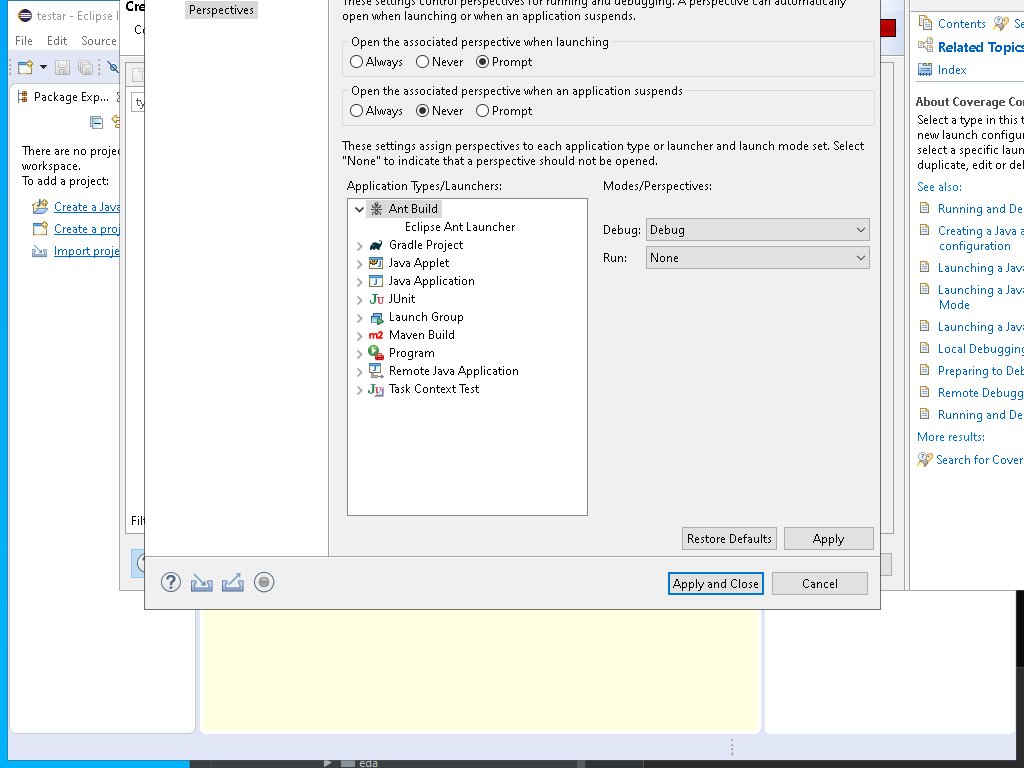 testar - Eclipse I
File Edit Source
Package Exp...
There are no proje
workspace.
To add a project:
Create a Java
Create a proj
Import proje
Cre
ty
Filt
Perspectives
These settings control perspectives for running and debugging. A perspective can automatically
open when launching or when an application suspends.
Open the associated perspective when launching
Always Never Prompt
Open the associated perspective when an application suspends
Always Never Prompt
These settings assign perspectives to each application type or launcher and launch mode set. Select
"None" to indicate that a perspective should not be opened.
Application Types/Launchers:
Ant Build
Eclipse Ant Launcher
Gradle Project
Java Applet
Java Application
JUnit
Launch Group
Maven Build
Program
Remote Java Application
Task Context Test
Modes/Perspectives:
Debug: Debug
Run: None
Restore Defaults Apply
Apply and Close Cancel
Contents Se
Related Topics
Index
About Coverage Co
Select a type in this t
new launch configur
select a specific laun
duplicate, edit or del
See also:
Running and De
Creating a Java a
configuration
Launching a Java
Launching a Java
Mode
Launching a Java
Local Debugging
Preparing to Deb
Remote Debugg
Running and De
More results:
Search for Cover
eda